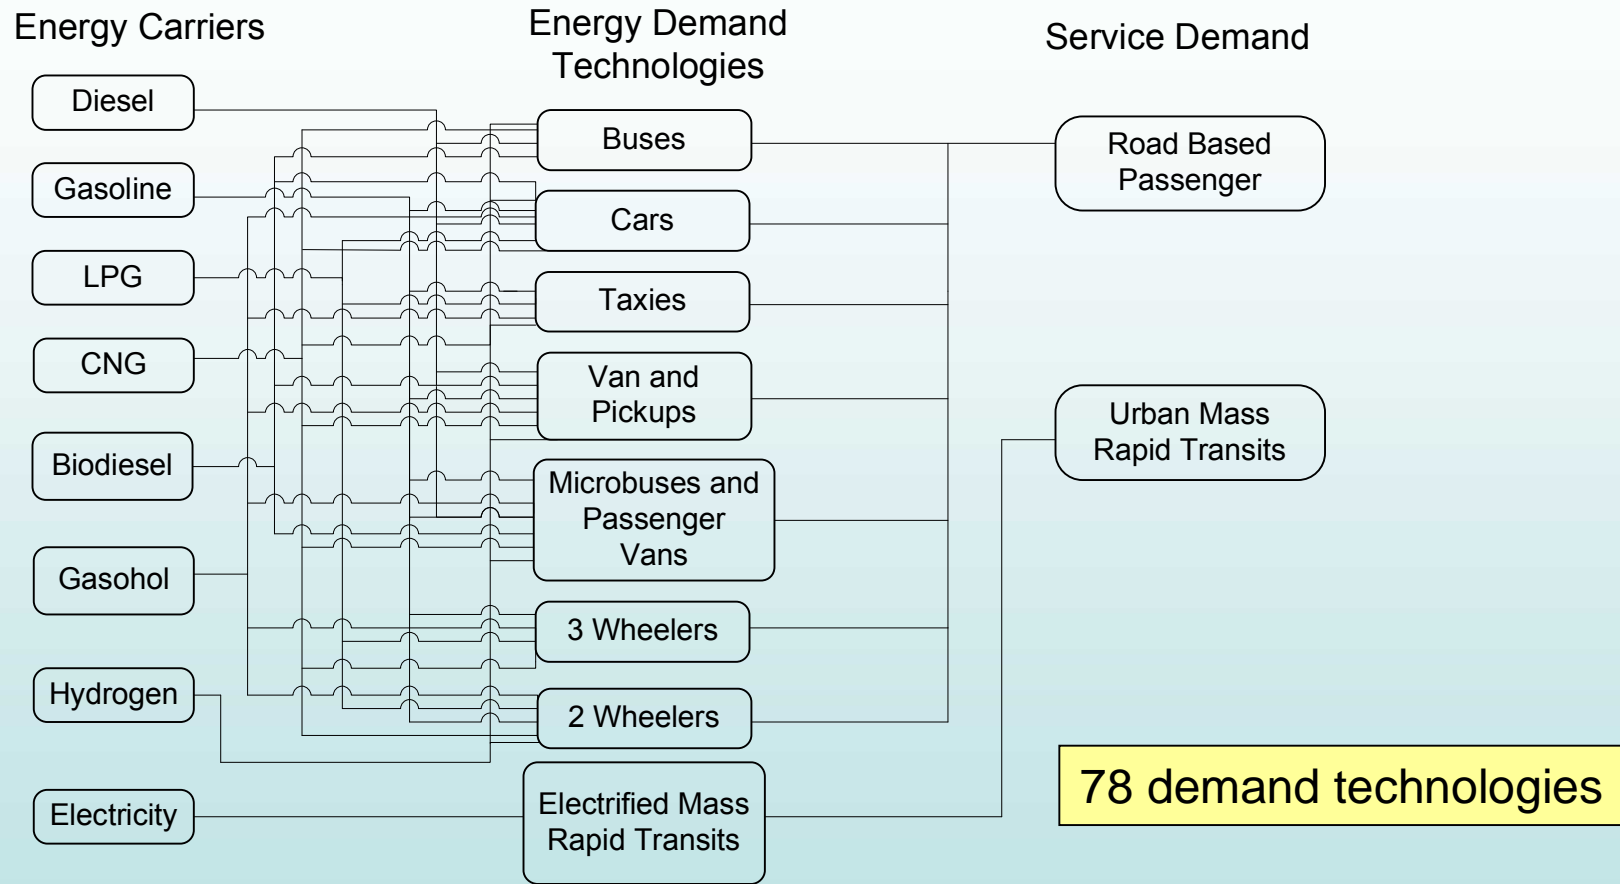 Energy Carriers
Energy Demand
Technologies
Service Demand
Diesel
Gasoline
LPG
CNG
Biodiesel
Gasohol
Hydrogen
Electricity
Buses
Cars
Taxies
Van and
Pickups
Microbuses and
Passenger
Vans
3 Wheelers
2 Wheelers
Electrified Mass
Rapid Transits
Road Based
Passenger
Urban Mass
Rapid Transits
78 demand technologies